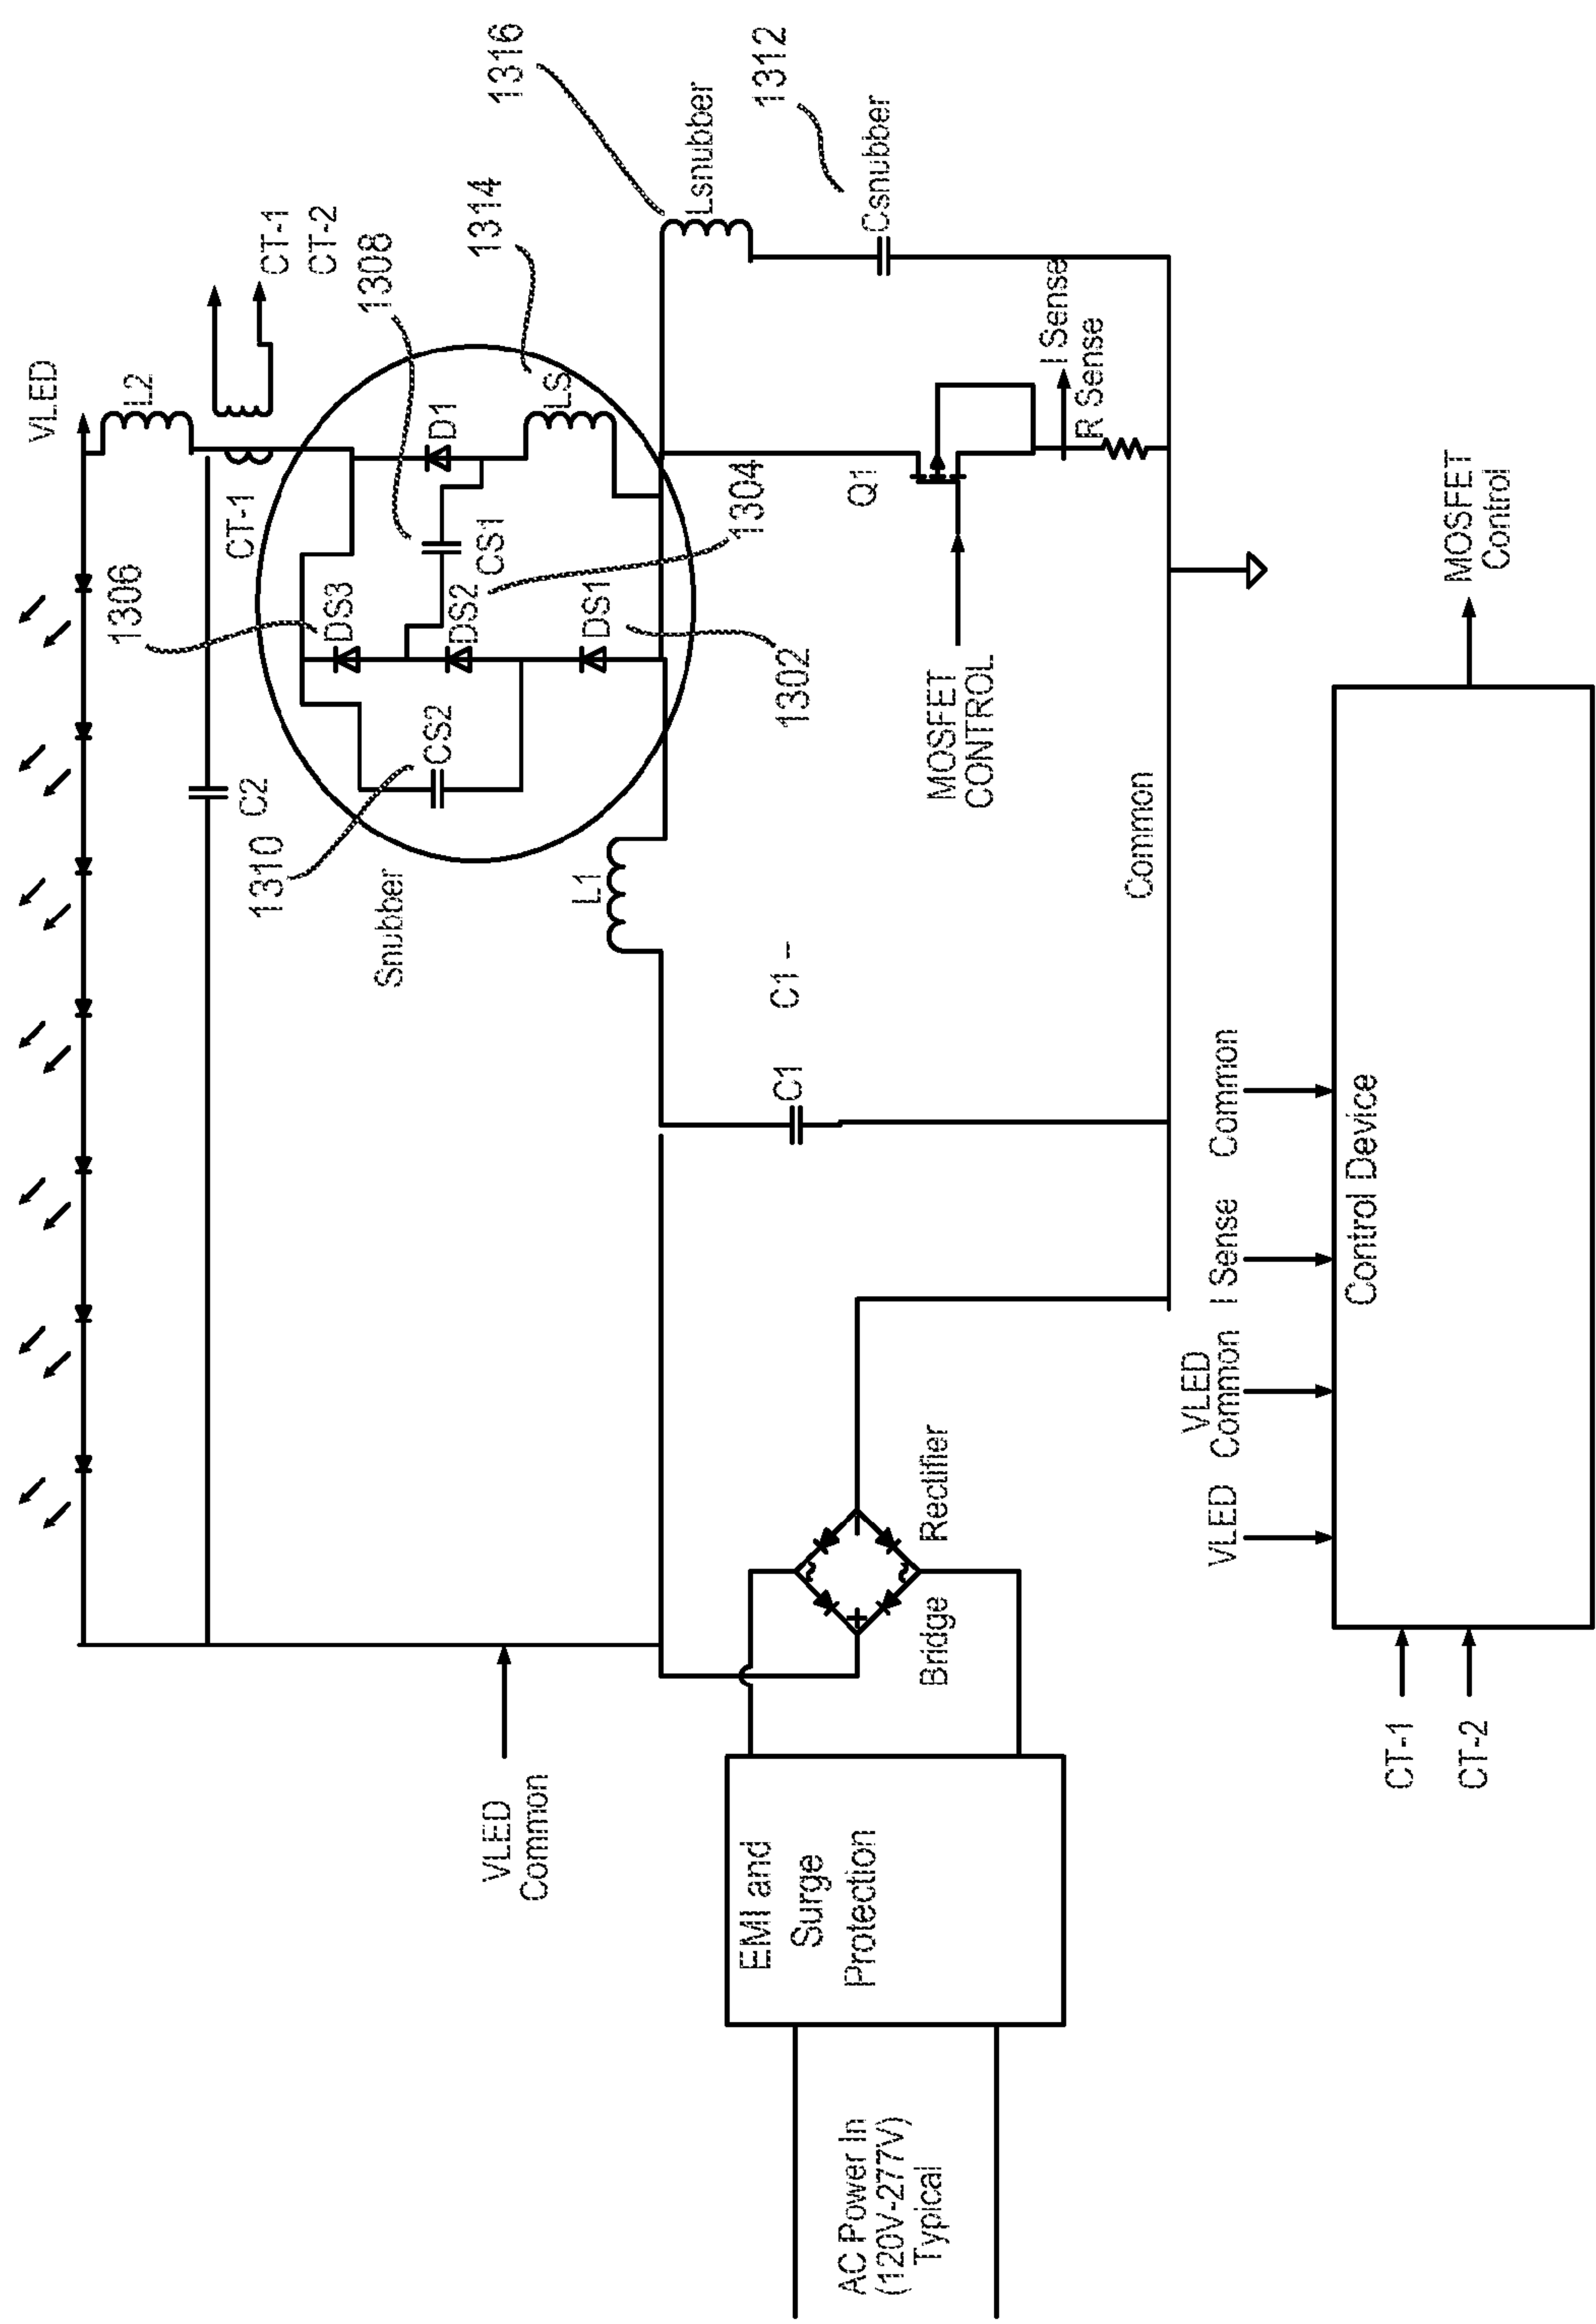 VLED
L2
CT-1
CT-2
1316
Lsnubber
1312
Csnubber
1308
1314
D1
LS
CT-1
1306
DS3
CS1
DS2
1304
DS1
1302
C2
CS2
1310
Snubber
L1
I Sense
R Sense
Q1
MOSFET
CONTROL
Common
C1 -
C1
MOSFET
Control
Common
I Sense
VLED
Common
VLED
Control Device
CT-1
CT-2
Rectifier
Bridge
+
-
VLED
Common
EMI and
Surge
Protection
AC Power In
(120V-277V)
Typical